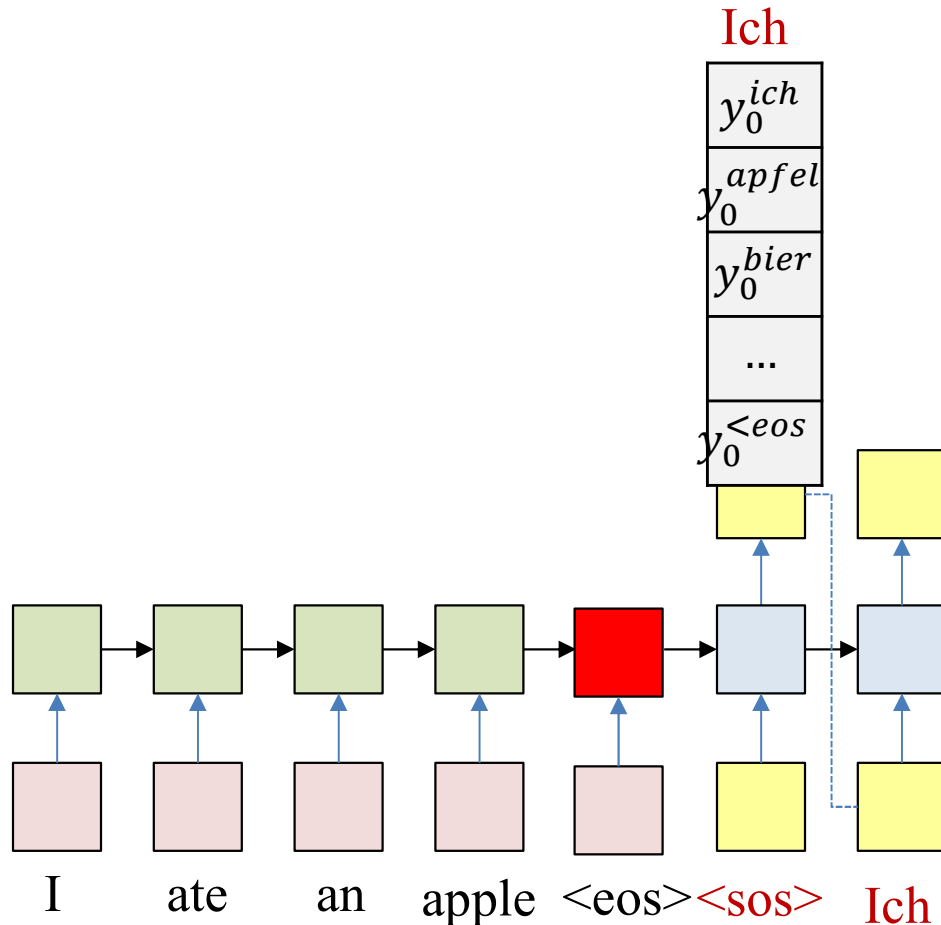 Ich
y_0^{ich}
y_0^{apfel}
y_0^{bier}
...
y_0^{<eos}
I ate an apple <eos> <sos> Ich